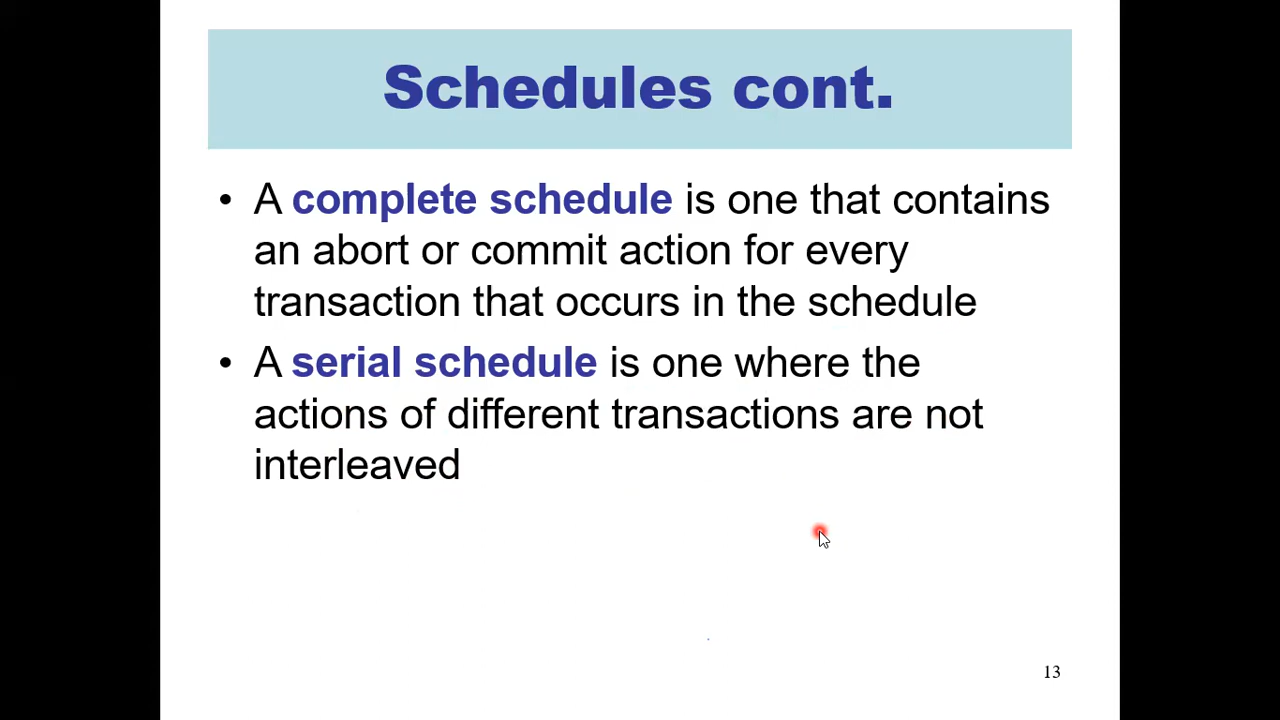 Schedules cont.
• A complete schedule is one that contains
an abort or commit action for every
transaction that occurs in the schedule
• A serial schedule is one where the
actions of different transactions are not
interleaved
13